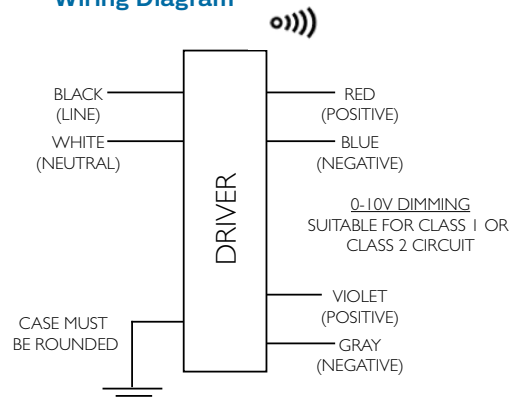 Wiring Diagram
BLACK
(LINE)
WHITE
(NEUTRAL)
CASE MUST
BE ROUNDED
DRIVER
RED
(POSITIVE)
BLUE
(NEGATIVE)
0-10V DIMMING
SUITABLE FOR CLASS 1 OR
CLASS 2 CIRCUIT
VIOLET
(POSITIVE)
GRAY
(NEGATIVE)